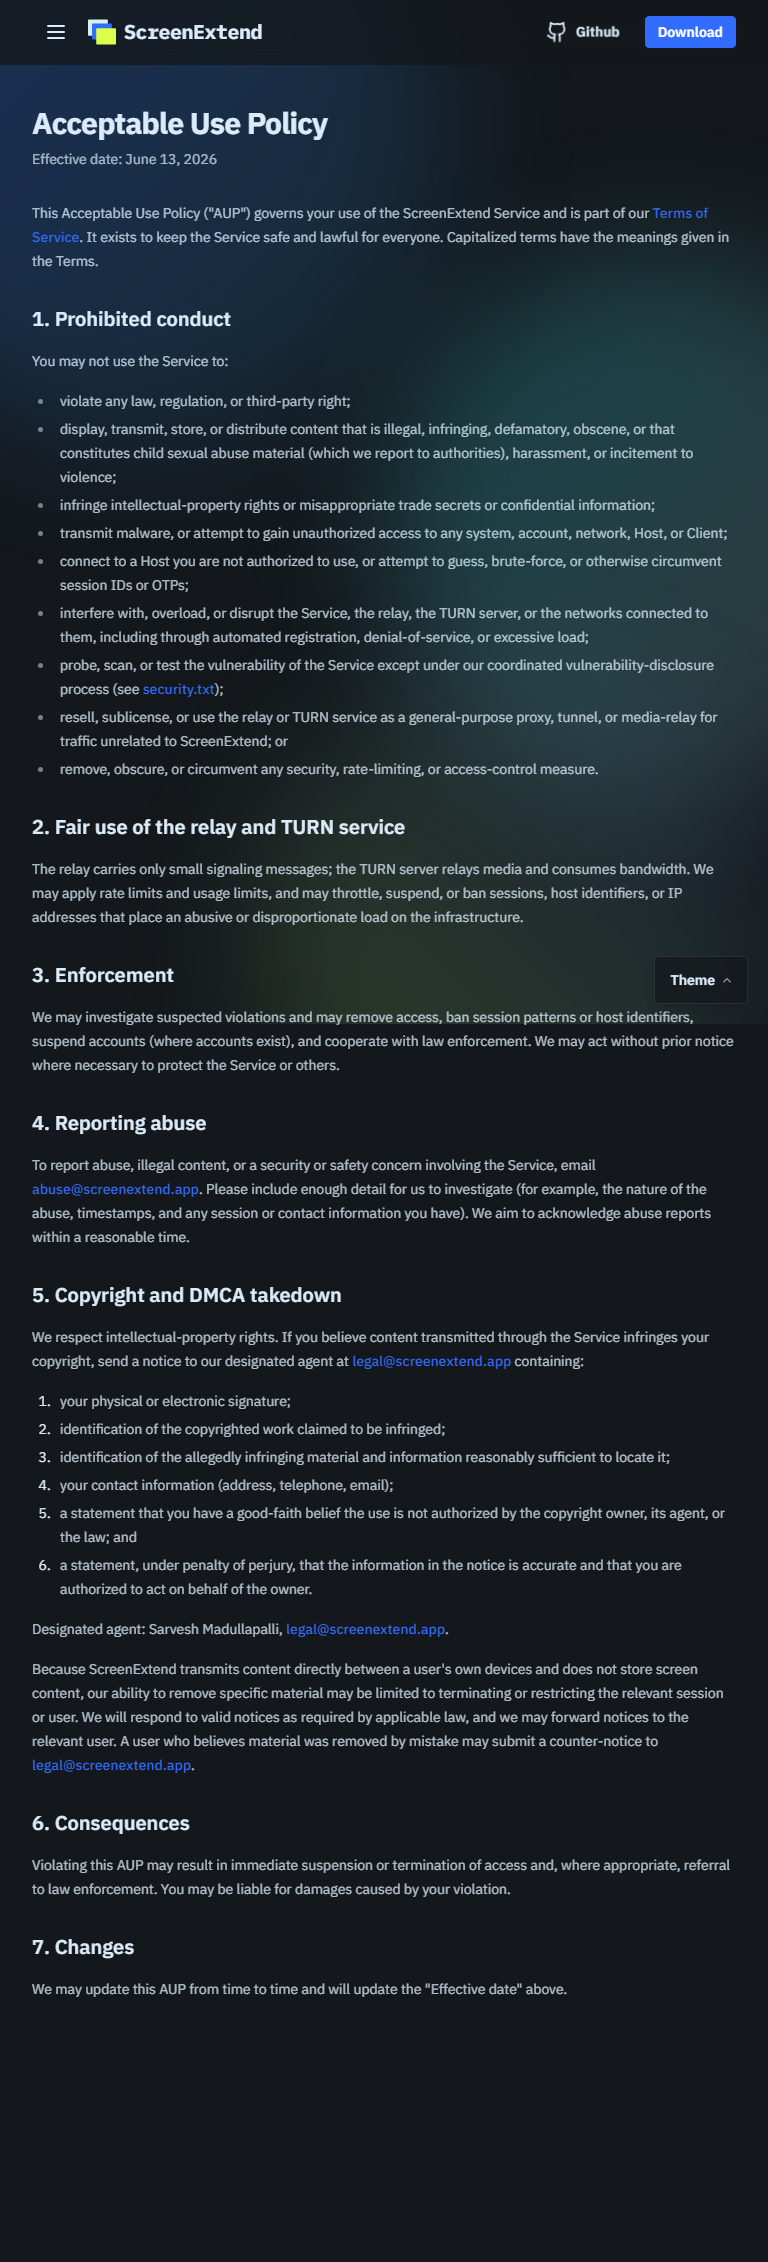 ScreenExtend
Github
Download
Acceptable Use Policy
Effective date: June 13, 2026
This Acceptable Use Policy ("AUP") governs your use of the ScreenExtend Service and is part of our Terms of
Service. It exists to keep the Service safe and lawful for everyone. Capitalized terms have the meanings given in
the Terms.
1. Prohibited conduct
You may not use the Service to:
violate any law, regulation, or third-party right;
display, transmit, store, or distribute content that is illegal, infringing, defamatory, obscene, or that
constitutes child sexual abuse material (which we report to authorities), harassment, or incitement to
violence;
infringe intellectual-property rights or misappropriate trade secrets or confidential information;
transmit malware, or attempt to gain unauthorized access to any system, account, network, Host, or Client;
connect to a Host you are not authorized to use, or attempt to guess, brute-force, or otherwise circumvent
session IDs or OTPs;
interfere with, overload, or disrupt the Service, the relay, the TURN server, or the networks connected to
them, including through automated registration, denial-of-service, or excessive load;
probe, scan, or test the vulnerability of the Service except under our coordinated vulnerability-disclosure
process (see security.txt);
resell, sublicense, or use the relay or TURN service as a general-purpose proxy, tunnel, or media-relay for
traffic unrelated to ScreenExtend; or
remove, obscure, or circumvent any security, rate-limiting, or access-control measure.
2. Fair use of the relay and TURN service
The relay carries only small signaling messages; the TURN server relays media and consumes bandwidth. We
may apply rate limits and usage limits, and may throttle, suspend, or ban sessions, host identifiers, or IP
addresses that place an abusive or disproportionate load on the infrastructure.
3. Enforcement
Theme
We may investigate suspected violations and may remove access, ban session patterns or host identifiers,
suspend accounts (where accounts exist), and cooperate with law enforcement. We may act without prior notice
where necessary to protect the Service or others.
4. Reporting abuse
To report abuse, illegal content, or a security or safety concern involving the Service, email
abuse@screenextend.app. Please include enough detail for us to investigate (for example, the nature of the
abuse, timestamps, and any session or contact information you have). We aim to acknowledge abuse reports
within a reasonable time.
5. Copyright and DMCA takedown
We respect intellectual-property rights. If you believe content transmitted through the Service infringes your
copyright, send a notice to our designated agent at legal@screenextend.app containing:
1. your physical or electronic signature;
2. identification of the copyrighted work claimed to be infringed;
3. identification of the allegedly infringing material and information reasonably sufficient to locate it;
4. your contact information (address, telephone, email);
5. a statement that you have a good-faith belief the use is not authorized by the copyright owner, its agent, or
the law; and
6. a statement, under penalty of perjury, that the information in the notice is accurate and that you are
authorized to act on behalf of the owner.
Designated agent: Sarvesh Madullapalli, legal@screenextend.app.
Because ScreenExtend transmits content directly between a user's own devices and does not store screen
content, our ability to remove specific material may be limited to terminating or restricting the relevant session
or user. We will respond to valid notices as required by applicable law, and we may forward notices to the
relevant user. A user who believes material was removed by mistake may submit a counter-notice to
legal@screenextend.app.
6. Consequences
Violating this AUP may result in immediate suspension or termination of access and, where appropriate, referral
to law enforcement. You may be liable for damages caused by your violation.
7. Changes
We may update this AUP from time to time and will update the "Effective date" above.